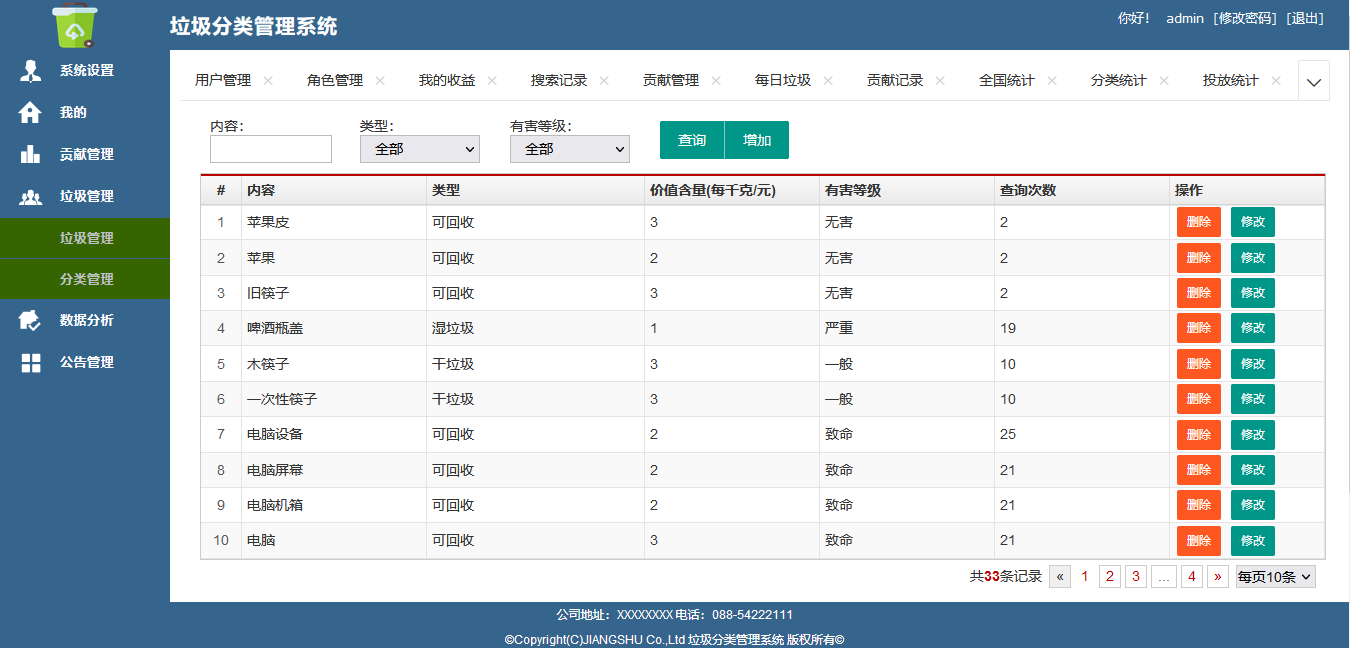 垃圾分类管理系统
你好! admin [修改密码] [退出]
系统设置
我的
贡献管理
垃圾管理
垃圾管理
分类管理
数据分析
公告管理
用户管理 × 角色管理 × 我的收益 × 搜索记录 × 贡献管理 × 每日垃圾 × 贡献记录 × 全国统计 × 分类统计 × 投放统计 ×
内容: 类型: 有害等级:
全部 全部 查询 增加
# 内容 类型 价值含量(每千克/元) 有害等级 查询次数 操作
1 苹果皮 可回收 3 无害 2 删除 修改
2 苹果 可回收 2 无害 2 删除 修改
3 旧筷子 可回收 3 无害 2 删除 修改
4 啤酒瓶盖 湿垃圾 1 严重 19 删除 修改
5 木筷子 干垃圾 3 一般 10 删除 修改
6 一次性筷子 干垃圾 3 一般 10 删除 修改
7 电脑设备 可回收 2 致命 25 删除 修改
8 电脑屏幕 可回收 2 致命 21 删除 修改
9 电脑机箱 可回收 2 致命 21 删除 修改
10 电脑 可回收 3 致命 21 删除 修改
共33条记录 « 1 2 3 ... 4 » 每页10条
公司地址：XXXXXXXX 电话：088-54222111
©Copyright(C)JIANGSHU Co.,Ltd 垃圾分类管理系统 版权所有©